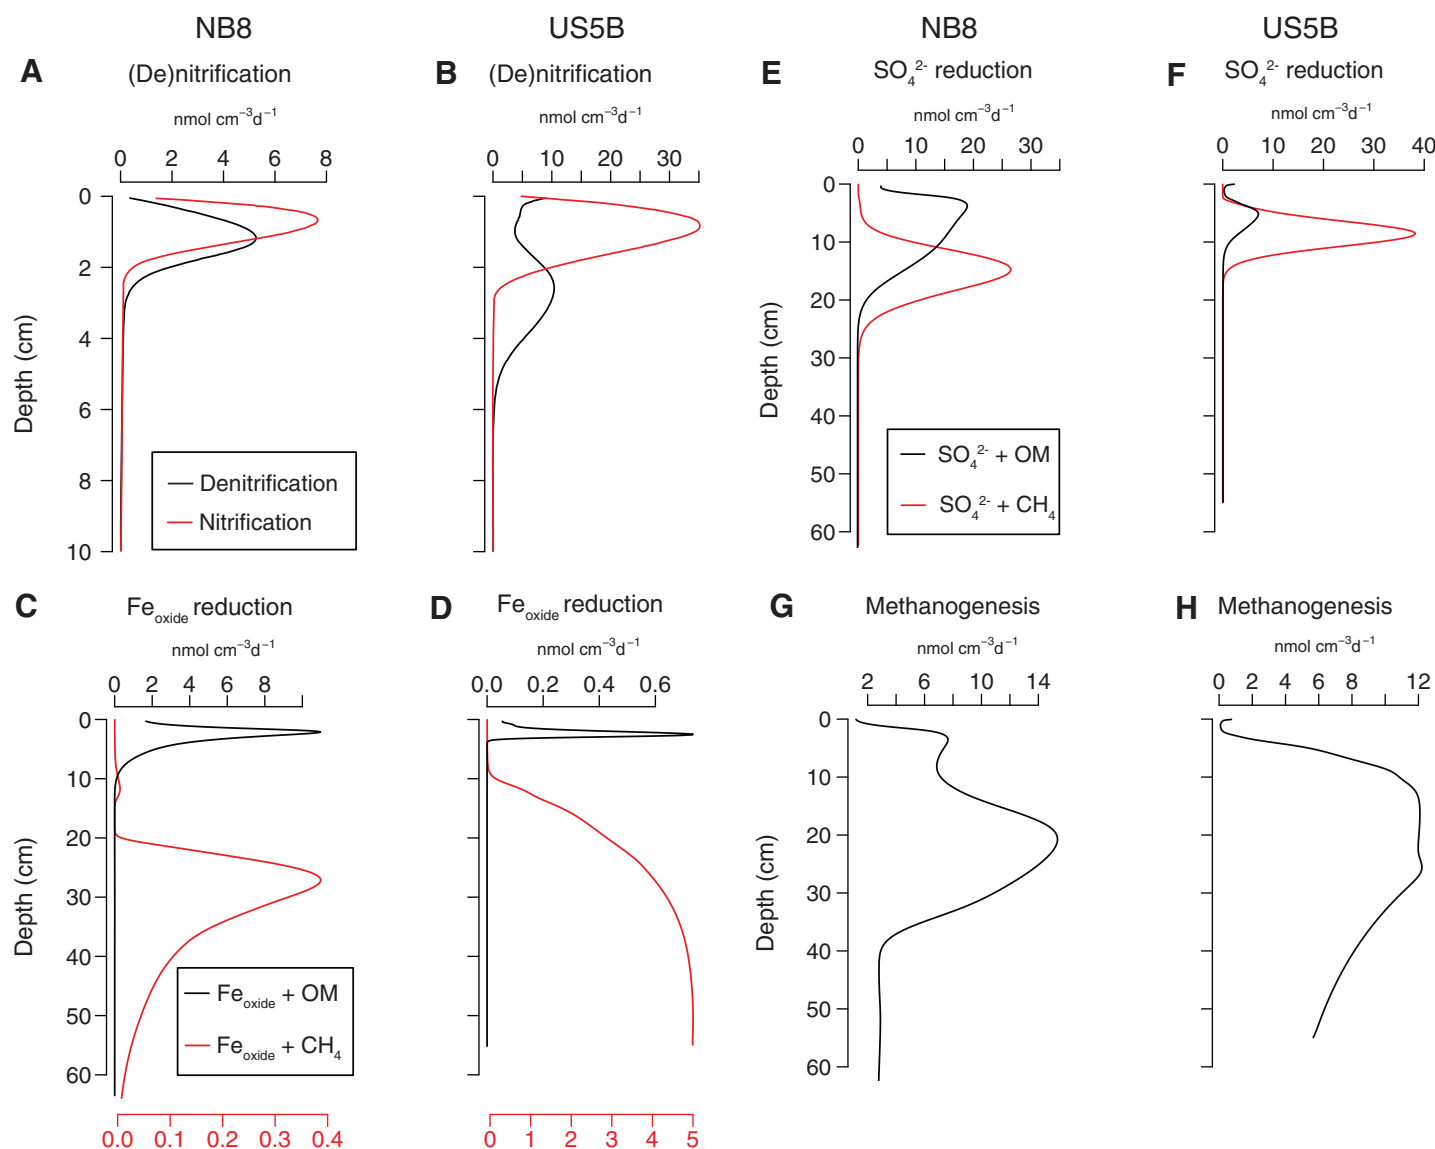 NB8
US5B
NB8
US5B
A
(De)nitrification
nmol cm⁻³d⁻¹
0 2 4 6 8
0
2
4
6
8
10
Depth (cm)
Denitrification
Nitrification
B
(De)nitrification
nmol cm⁻³d⁻¹
0 10 20 30
E
SO₄²⁻ reduction
nmol cm⁻³d⁻¹
0 10 20 30
0
10
20
30
40
50
60
Depth (cm)
SO₄²⁻ + OM
SO₄²⁻ + CH₄
F
SO₄²⁻ reduction
nmol cm⁻³d⁻¹
0 10 20 30 40
C
Feoxide reduction
nmol cm⁻³d⁻¹
0 2 4 6 8
0
10
20
30
40
50
60
Depth (cm)
Feoxide + OM
Feoxide + CH₄
0.0 0.1 0.2 0.3 0.4
D
Feoxide reduction
nmol cm⁻³d⁻¹
0.0 0.2 0.4 0.6
0 1 2 3 4 5
G
Methanogenesis
nmol cm⁻³d⁻¹
2 6 10 14
0
10
20
30
40
50
60
Depth (cm)
H
Methanogenesis
nmol cm⁻³d⁻¹
0 2 4 6 8 12